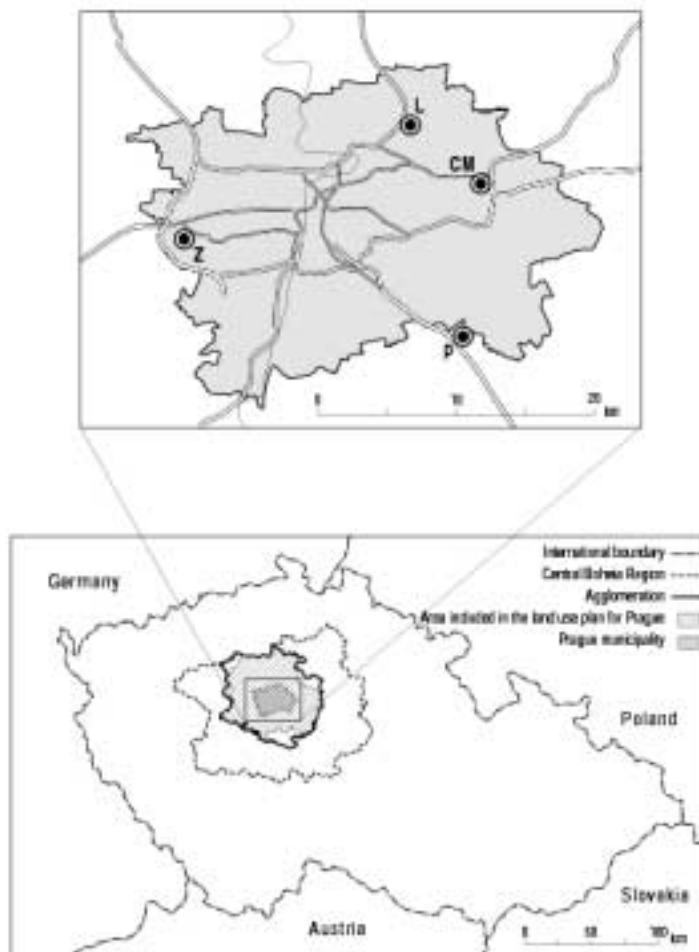 L
CM
Z
P
0 10 20
km
International boundary
Germany
Central Bohemia Region
Agglomeration
Area included in the land use plan for Prague
Prague municipality
Poland
Slovakia
Austria
0 50 100
km